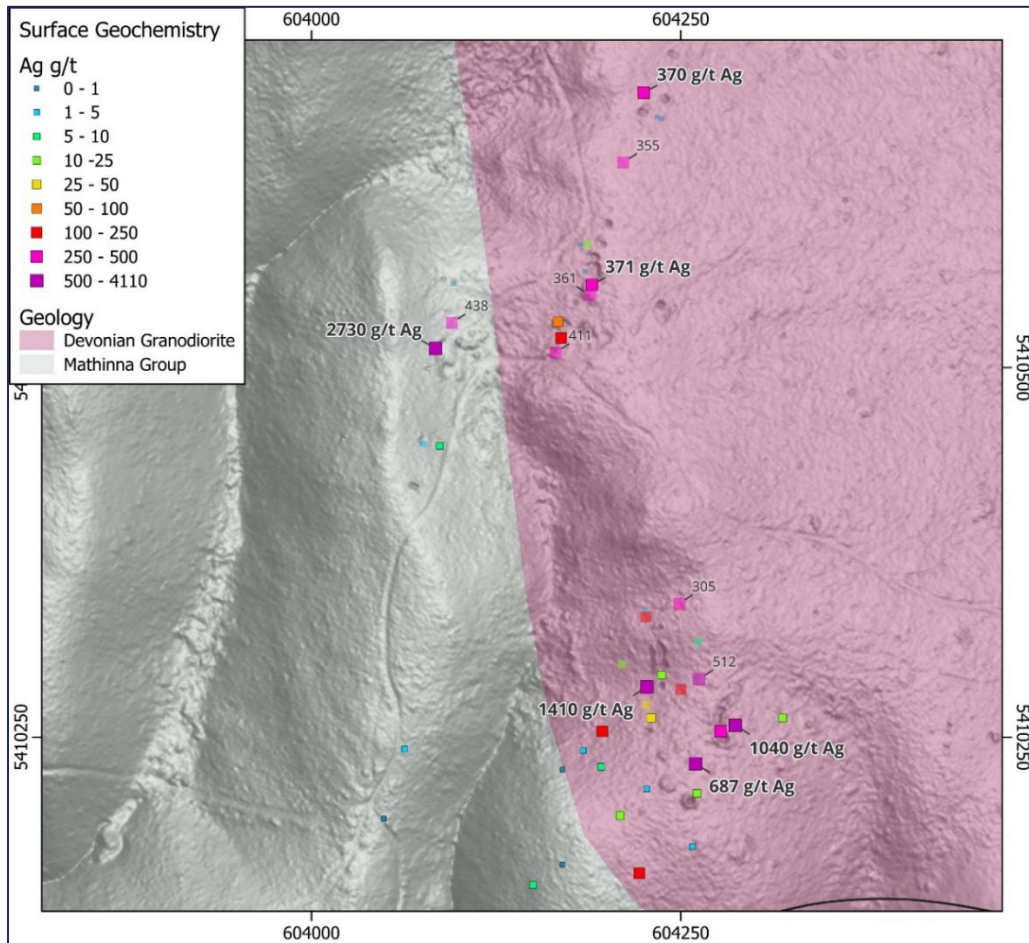 Surface Geochemistry
Ag g/t
0 - 1
1 - 5
5 - 10
10 - 25
25 - 50
50 - 100
100 - 250
250 - 500
500 - 4110
Geology
Devonian Granodiorite
Mathinna Group
604000
604250
370 g/t Ag
355
371 g/t Ag
361
438
2730 g/t Ag
411
5410500
305
512
1410 g/t Ag
1040 g/t Ag
687 g/t Ag
5410250
5410250
604000
604250